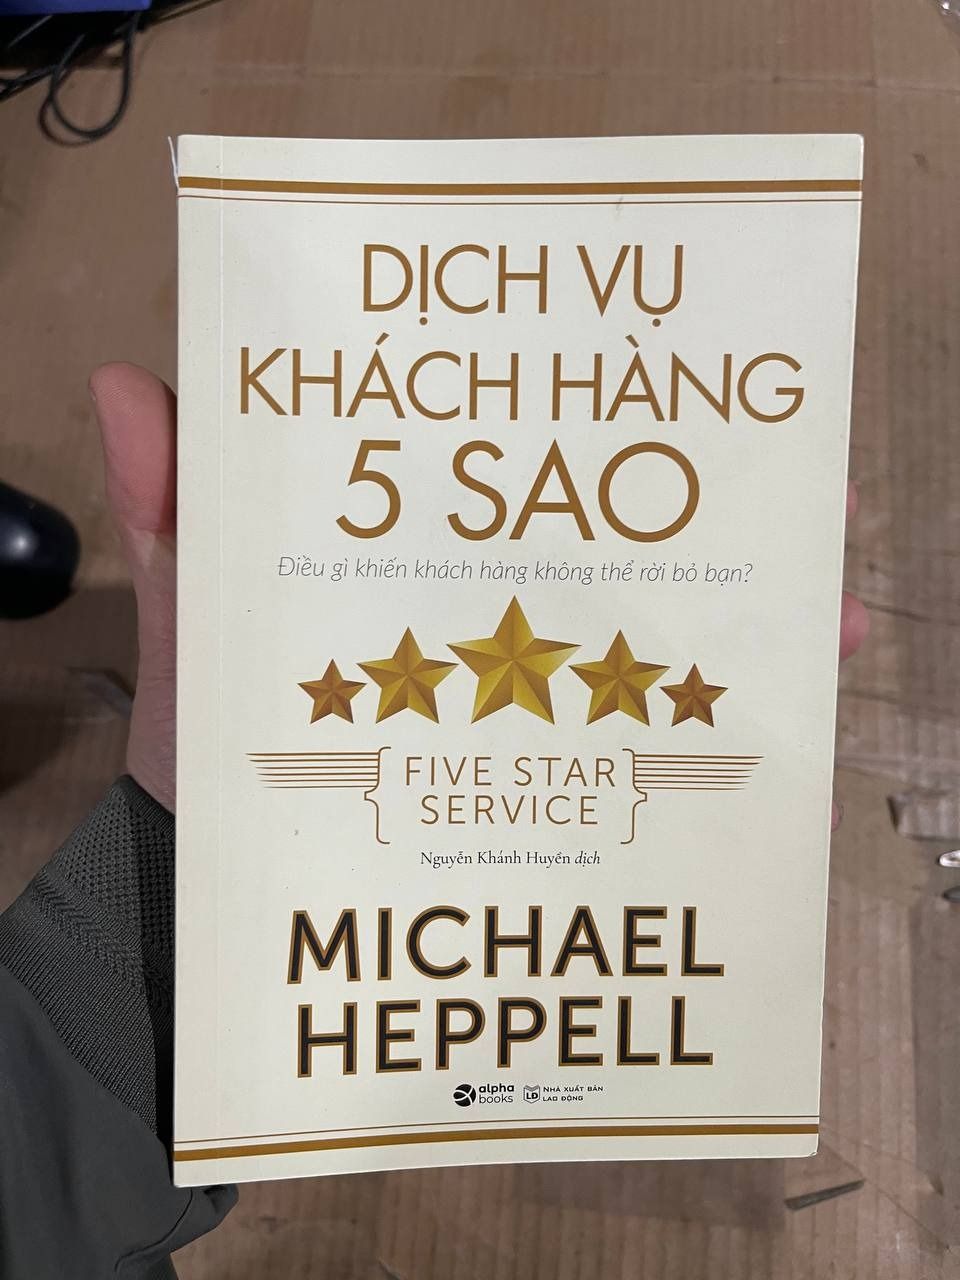 DỊCH VỤ
KHÁCH HÀNG
5 SAO
Điều gì khiến khách hàng không thể rời bỏ bạn?
FIVE STAR
SERVICE
Nguyễn Khánh Huyền dịch
MICHAEL
HEPPELL
alpha
books
LĐ
NHÀ XUẤT BẢN
LAO ĐỘNG